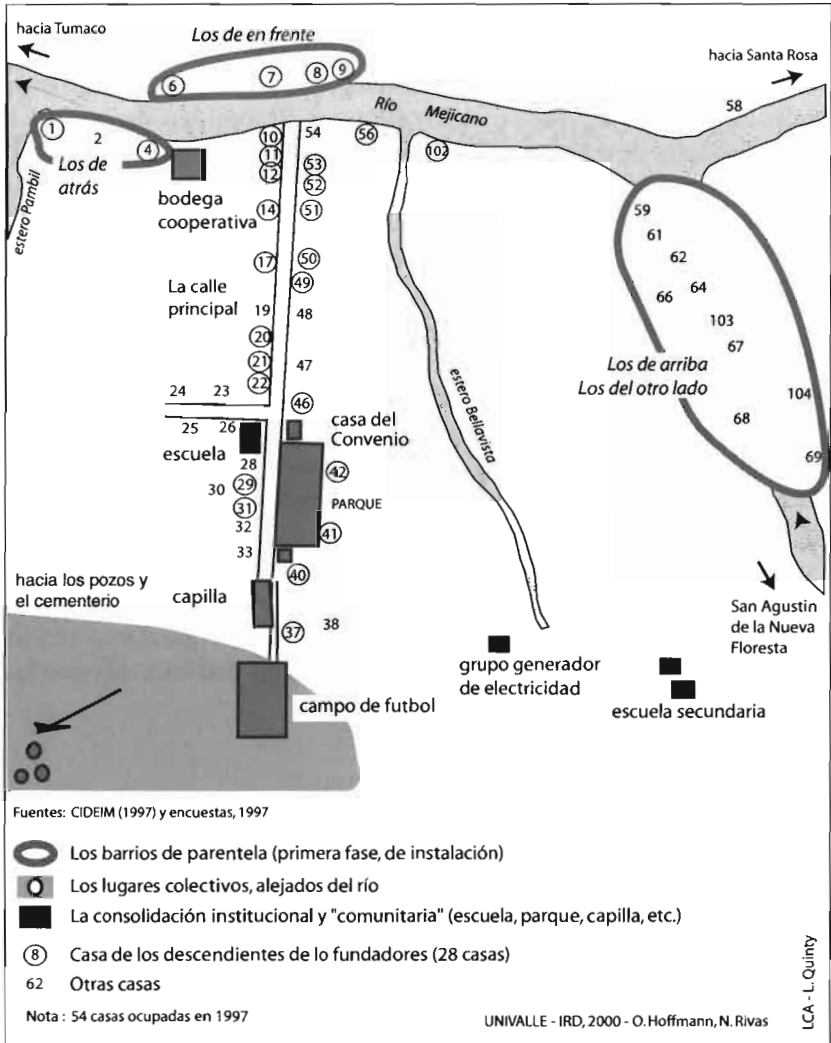 hacia Tumaco
Los de en frente
hacia Santa Rosa
6
7
8
9
58
Río Mejicano
1
2
4
Los de
atrás
estero Pambil
bodega
cooperativa
10
11
12
14
17
54
53
52
51
50
49
56
102
La calle
principal
19
20
21
22
48
47
46
24
23
25
26
escuela
casa del
Convenio
28
29
30
31
32
33
42
PARQUE
41
40
estero Bellavista
59
61
62
64
66
103
67
Los de arriba
Los del otro lado
104
68
69
hacia los pozos y
el cementerio
capilla
37
38
campo de futbol
grupo generador
de electricidad
escuela secundaria
San Agustin
de la Nueva
Floresta
Fuentes: CIDEIM (1997) y encuestas, 1997
Los barrios de parentela (primera fase, de instalación)
Los lugares colectivos, alejados del río
La consolidación institucional y "comunitaria" (escuela, parque, capilla, etc.)
8 Casa de los descendientes de lo fundadores (28 casas)
62 Otras casas
Nota : 54 casas ocupadas en 1997
UNIVALLE - IRD, 2000 - O. Hoffmann, N. Rivas
LCA - L. Quinty